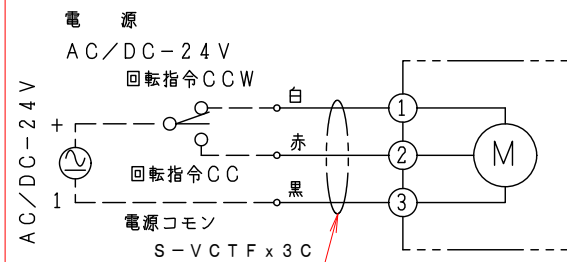 電 源
AC/DC-24V
回転指令CCW
白
1
赤
2
M
回転指令CC
黒
3
電源コモン
S-VCTFx3C
AC/DC-24V
+
1